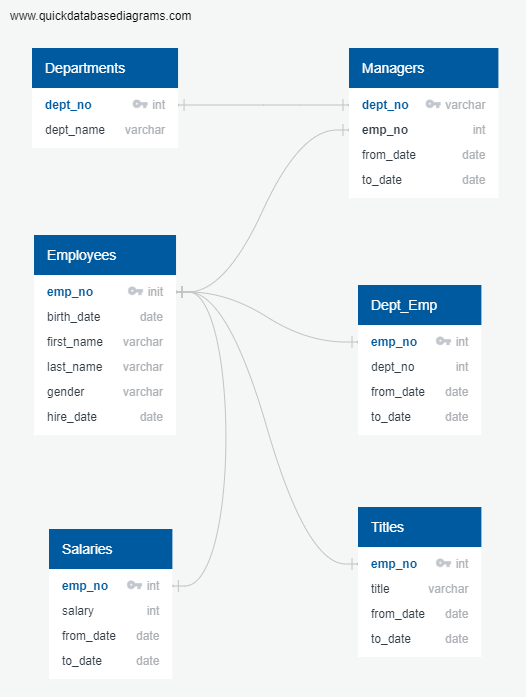 www.quickdatabasediagrams.com
Departments
dept_no int
dept_name varchar
Managers
dept_no varchar
emp_no int
from_date date
to_date date
Employees
emp_no init
birth_date date
first_name varchar
last_name varchar
gender varchar
hire_date date
Dept_Emp
emp_no int
dept_no int
from_date date
to_date date
Salaries
emp_no int
salary int
from_date date
to_date date
Titles
emp_no int
title varchar
from_date date
to_date date